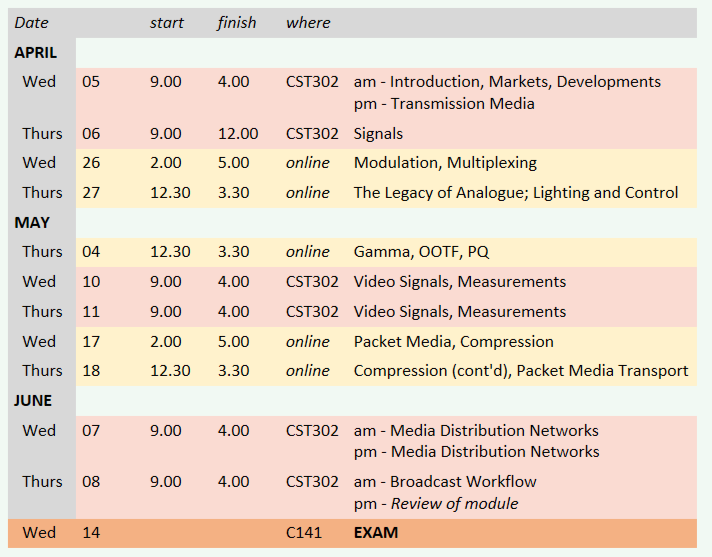 Date start finish where
APRIL
Wed 05 9.00 4.00 CST302 am - Introduction, Markets, Developments
pm - Transmission Media
Thurs 06 9.00 12.00 CST302 Signals
Wed 26 2.00 5.00 online Modulation, Multiplexing
Thurs 27 12.30 3.30 online The Legacy of Analogue; Lighting and Control
MAY
Thurs 04 12.30 3.30 online Gamma, OOTF, PQ
Wed 10 9.00 4.00 CST302 Video Signals, Measurements
Thurs 11 9.00 4.00 CST302 Video Signals, Measurements
Wed 17 2.00 5.00 online Packet Media, Compression
Thurs 18 12.30 3.30 online Compression (cont'd), Packet Media Transport
JUNE
Wed 07 9.00 4.00 CST302 am - Media Distribution Networks
pm - Media Distribution Networks
Thurs 08 9.00 4.00 CST302 am - Broadcast Workflow
pm - Review of module
Wed 14 C141 EXAM